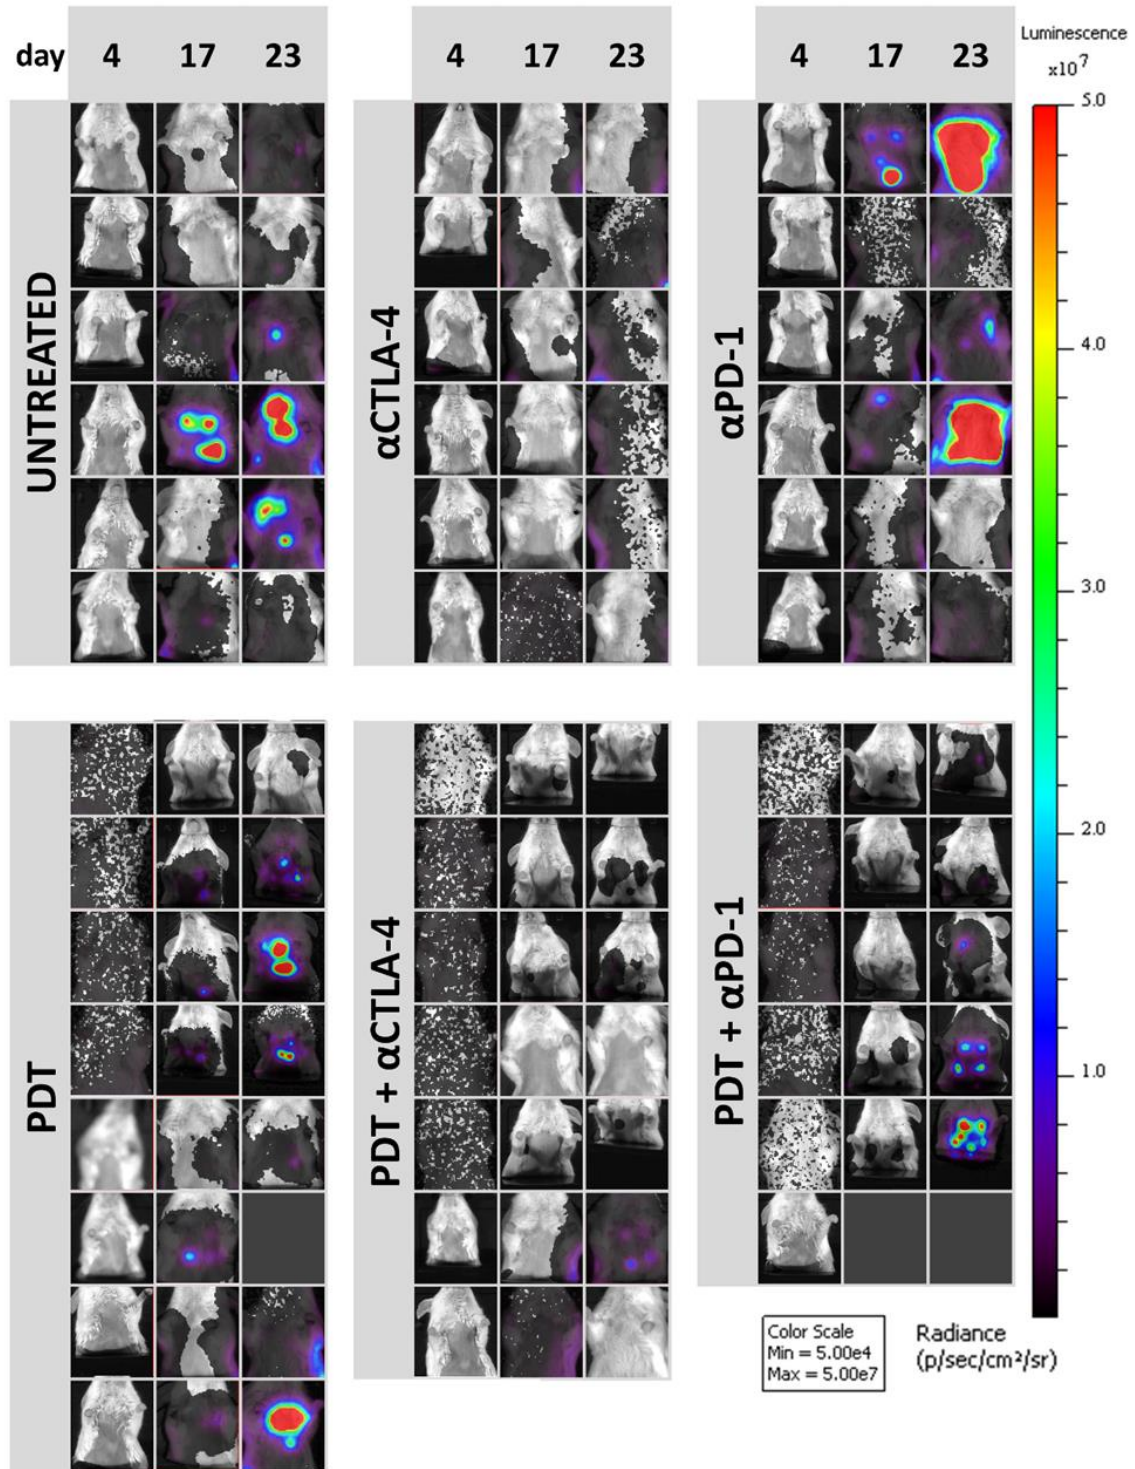 day 4 17 23
4 17 23
4 17 23
Luminescence
x10⁷
5.0
4.0
3.0
2.0
1.0
UNTREATED
αCTLA-4
αPD-1
PDT
PDT + αCTLA-4
PDT + αPD-1
Color Scale
Min = 5.00e4
Max = 5.00e7
Radiance
(p/sec/cm²/sr)